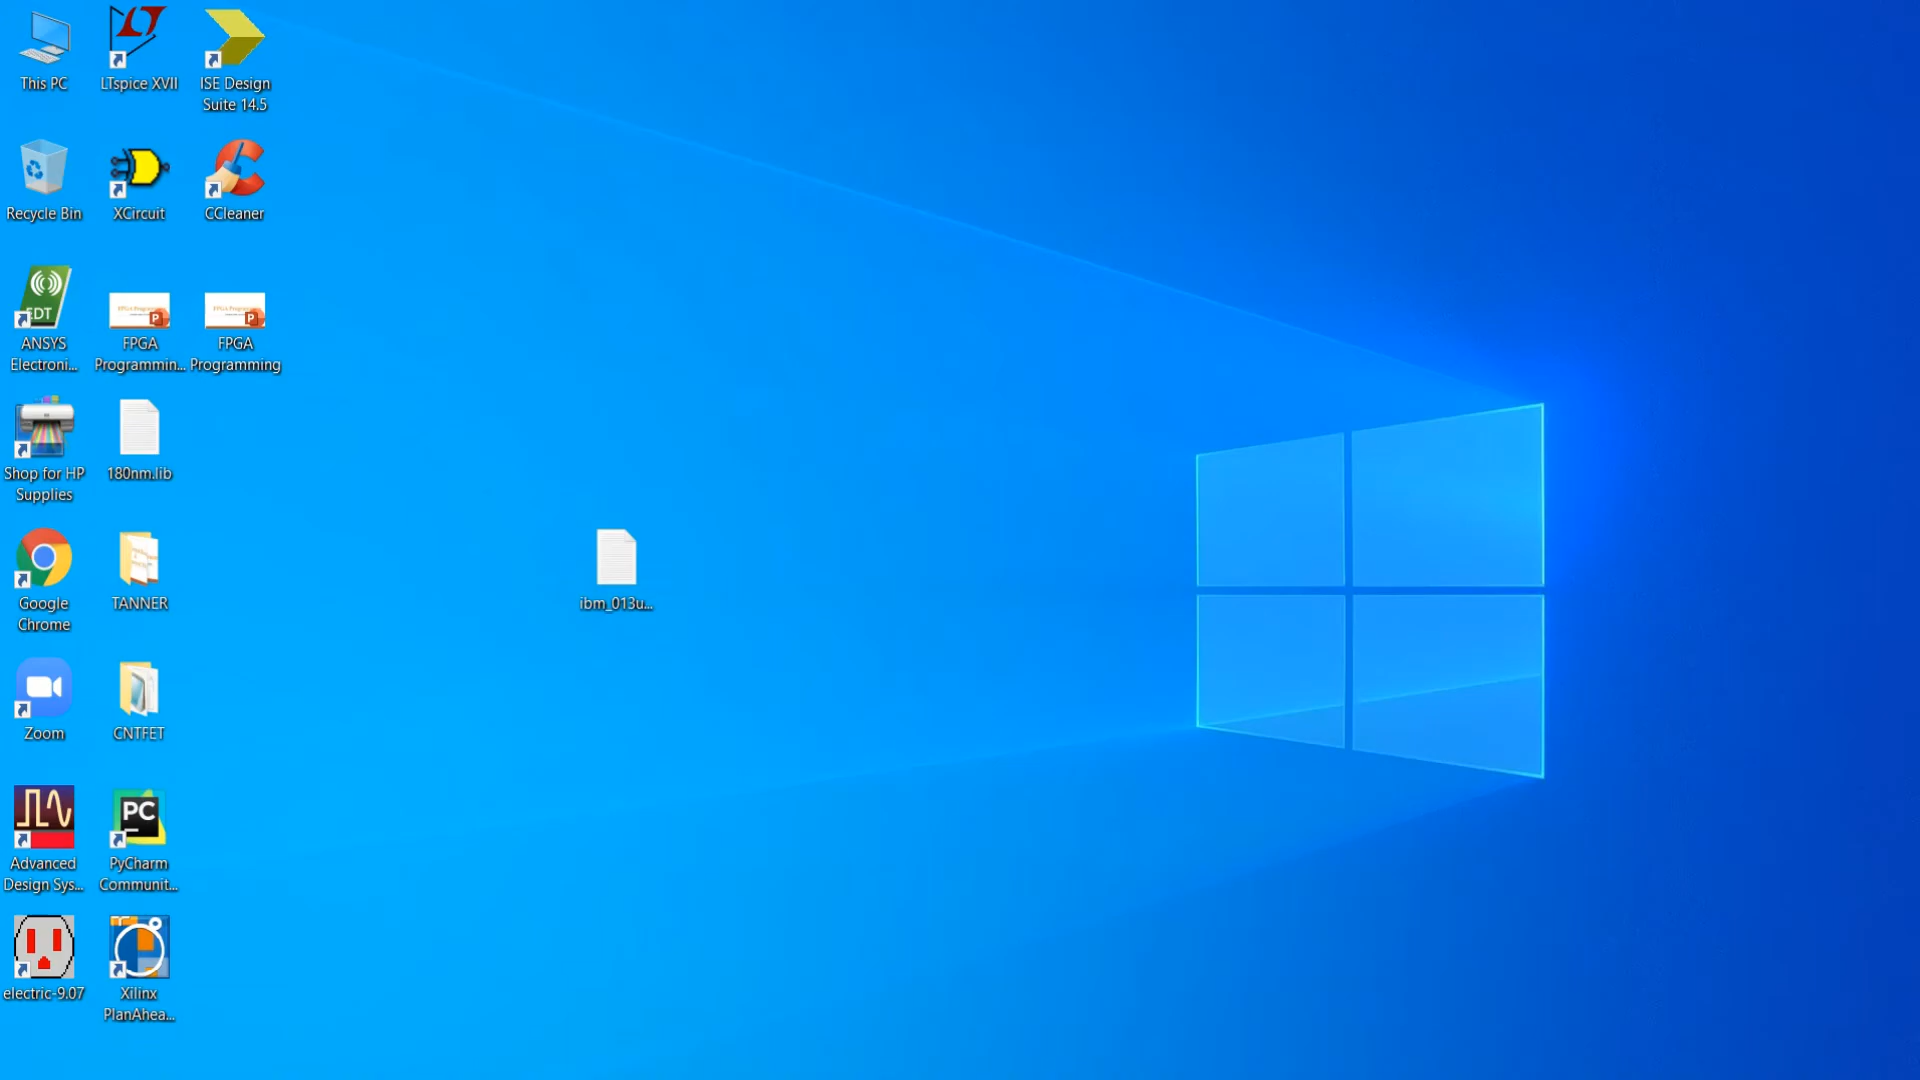 This PC
LTspice XVII
ISE Design
Suite 14.5
Recycle Bin
XCircuit
CCleaner
EDT
ANSYS
Electroni...
FPGA
Programmin...
FPGA
Programming
Shop for HP
Supplies
180nm.lib
Google
Chrome
TANNER
ibm_013u...
Zoom
CNTFET
PC
Advanced
Design Sys...
PyCharm
Communit...
electric-9.07
Xilinx
PlanAhea...